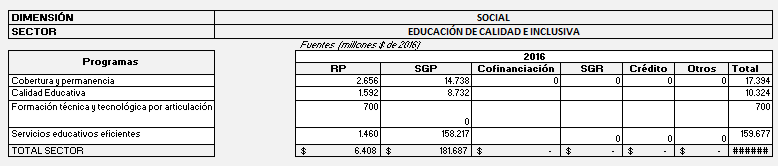 DIMENSIÓN SOCIAL
SECTOR EDUCACIÓN DE CALIDAD E INCLUSIVA
Fuentes (millones $ de 2016)
Programas 2016
RP SGP Cofinanciación SGR Crédito Otros Total
Cobertura y permanencia 2.656 14.738 0 0 0 0 17.394
Calidad Educativa 1.592 8.732 10.324
Formación técnica y tecnológica por articulación 700 700
0
Servicios educativos eficientes 1.460 158.217 0 0 0 159.677
TOTAL SECTOR $ 6.408 $ 181.687 $ - $ - $ - $ - ######